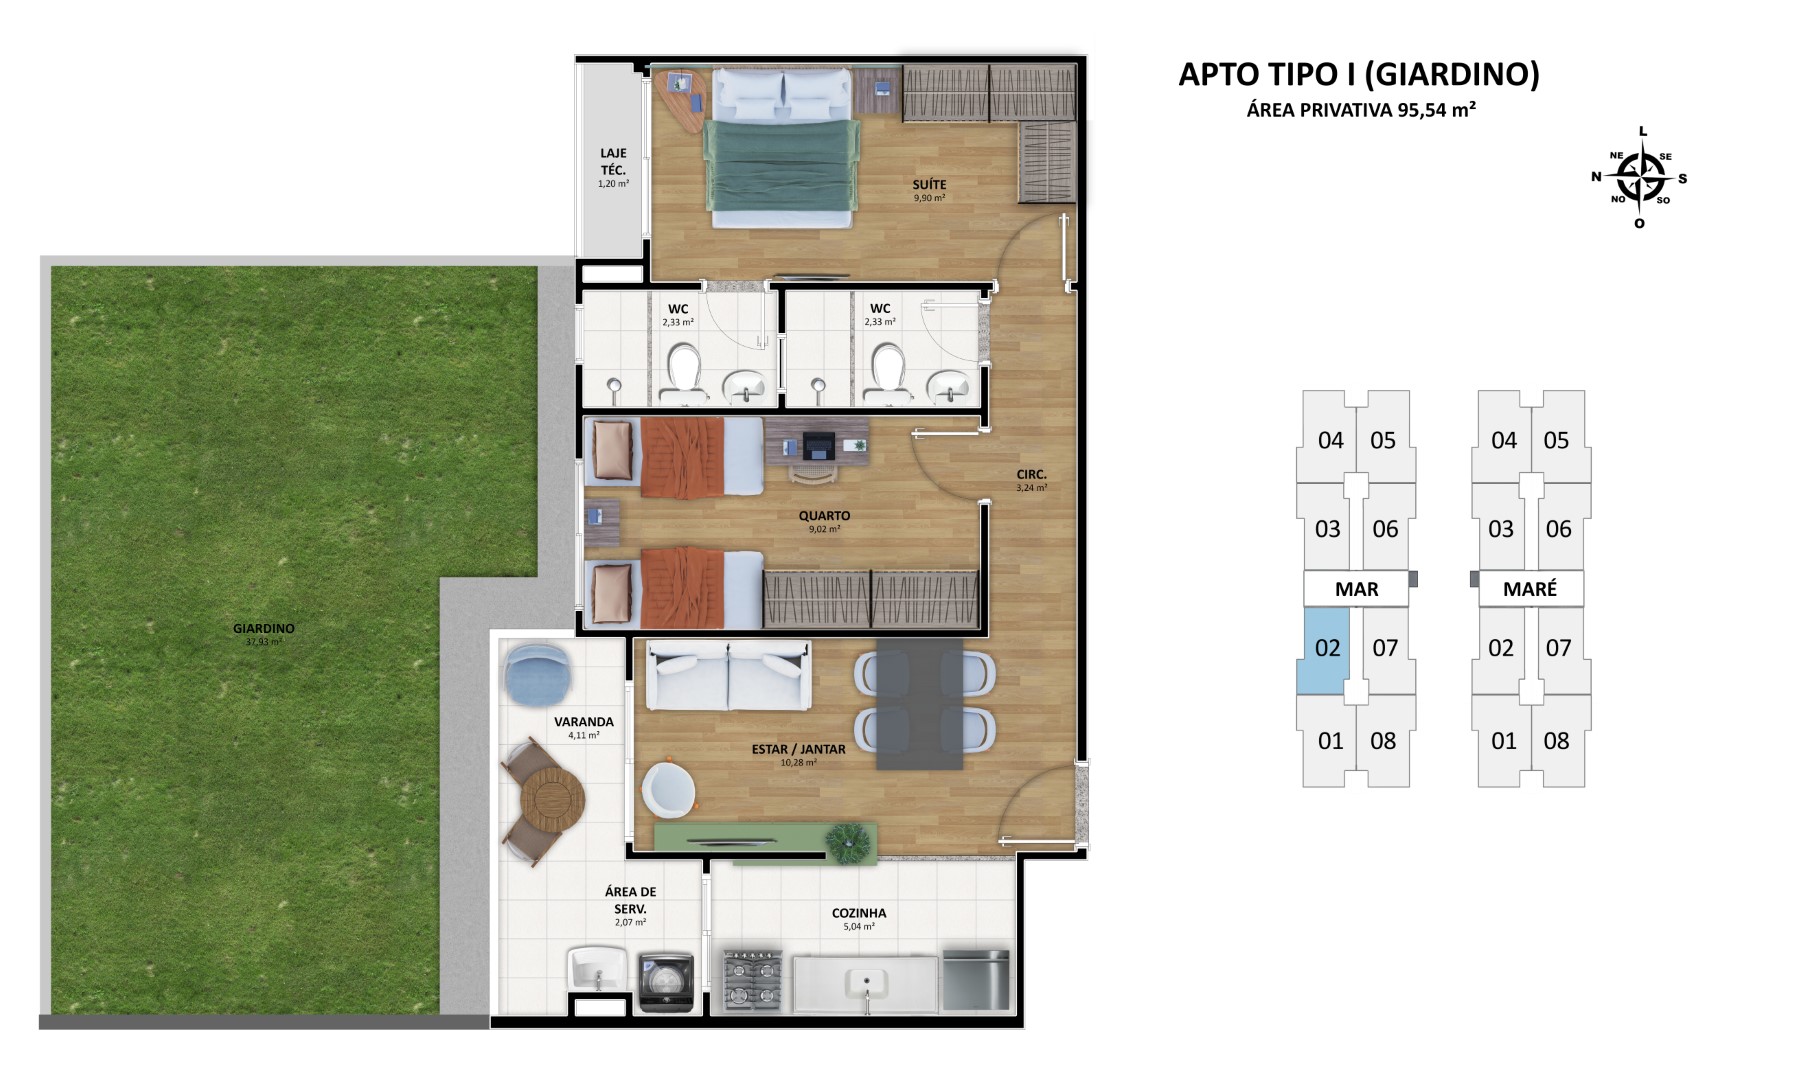 APTO TIPO I (GIARDINO)
ÁREA PRIVATIVA 95,54 m²
L
NE
SE
N
S
NO
SO
O
LAJE
TÉC.
1,20 m²
SUÍTE
9,90 m²
WC
2,33 m²
WC
2,33 m²
CIRC.
3,24 m²
QUARTO
9,02 m²
GIARDINO
37,93 m²
VARANDA
4,11 m²
ESTAR / JANTAR
10,28 m²
ÁREA DE
SERV.
2,07 m²
COZINHA
5,04 m²
04 05
03 06
MAR
02 07
01 08
04 05
03 06
MARÉ
02 07
01 08